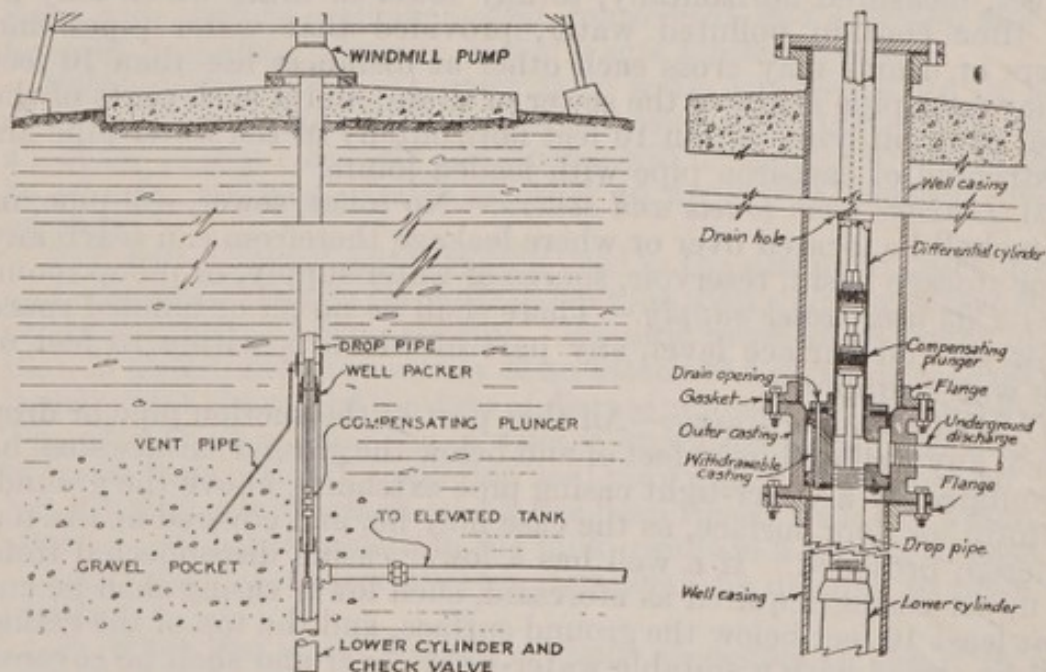 WINDMILL PUMP
DROP PIPE
WELL PACKER
COMPENSATING PLUNGER
VENT PIPE
TO ELEVATED TANK
GRAVEL POCKET
LOWER CYLINDER AND
CHECK VALVE
Well casing
Drain hole
Differential cylinder
Compensating
plunger
Drain opening
Flange
Gasket
Underground
discharge
Outer casting
Withdrawable
casting
Flange
Drop pipe
Well casing
Lower cylinder